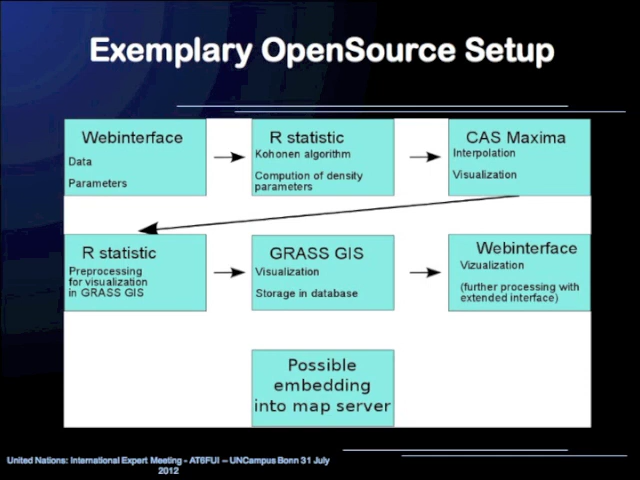 Exemplary OpenSource Setup
Webinterface
Data
Parameters
R statistic
Kohonen algorithm
Compution of density
parameters
CAS Maxima
Interpolation
Visualization
R statistic
Preprocessing
for visualization
in GRASS GIS
GRASS GIS
Visualization
Storage in database
Webinterface
Vizualization
(further processing with
extended interface)
Possible
embedding
into map server
United Nations: International Expert Meeting - AT6FUI – UNCampus Bonn 31 July
2012